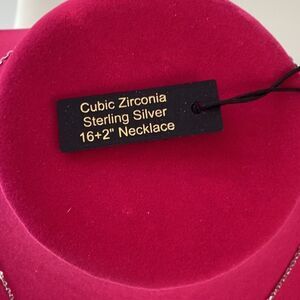 Cubic Zirconia
Sterling Silver
16+2" Necklace